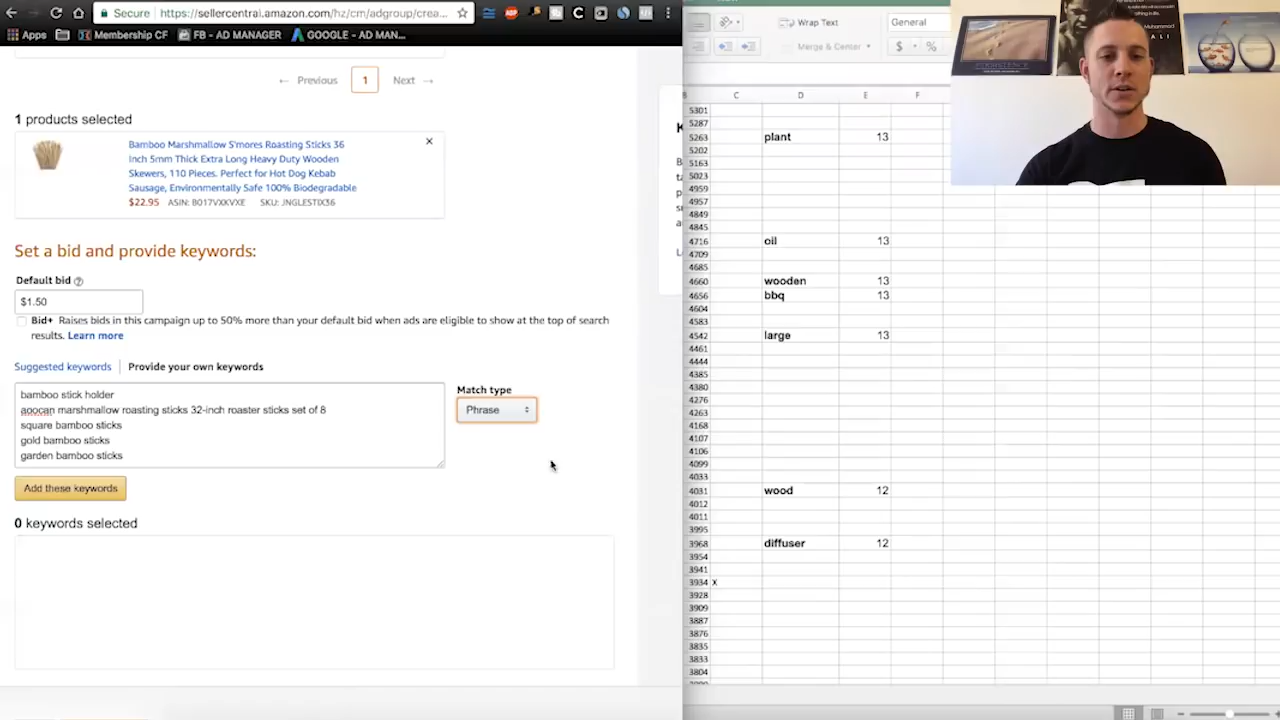 Secure https://sellercentral.amazon.com/hz/cm/adgroup/crea...
Apps Membership CF FB - AD MANAGER GOOGLE - AD MAN...
← Previous 1 Next →
1 products selected
Bamboo Marshmallow S'mores Roasting Sticks 36
Inch 5mm Thick Extra Long Heavy Duty Wooden
Skewers, 110 Pieces. Perfect for Hot Dog Kebab
Sausage, Environmentally Safe 100% Biodegradable
$22.95 ASIN: B017VXKVXE SKU: JNGLESTIX36
Set a bid and provide keywords:
Default bid
$1.50
Bid+ Raises bids in this campaign up to 50% more than your default bid when ads are eligible to show at the top of search
results. Learn more
Suggested keywords Provide your own keywords
bamboo stick holder
aoocan marshmallow roasting sticks 32-inch roaster sticks set of 8
square bamboo sticks
gold bamboo sticks
garden bamboo sticks
Match type
Phrase
Add these keywords
0 keywords selected
Wrap Text General
Merge & Center $ %
C D E F
5301
5287
5263 plant 13
5202
5163
5023
4959
4957
4849
4845
4716 oil 13
4709
4685
4660 wooden 13
4656 bbq 13
4604
4583
4542 large 13
4461
4444
4385
4380
4276
4263
4168
4107
4106
4099
4033
4031 wood 12
4012
4011
3995
3968 diffuser 12
3954
3941
3934 X
3928
3909
3887
3876
3835
3833
3804
PERSISTENCE
Muhammad
ALI